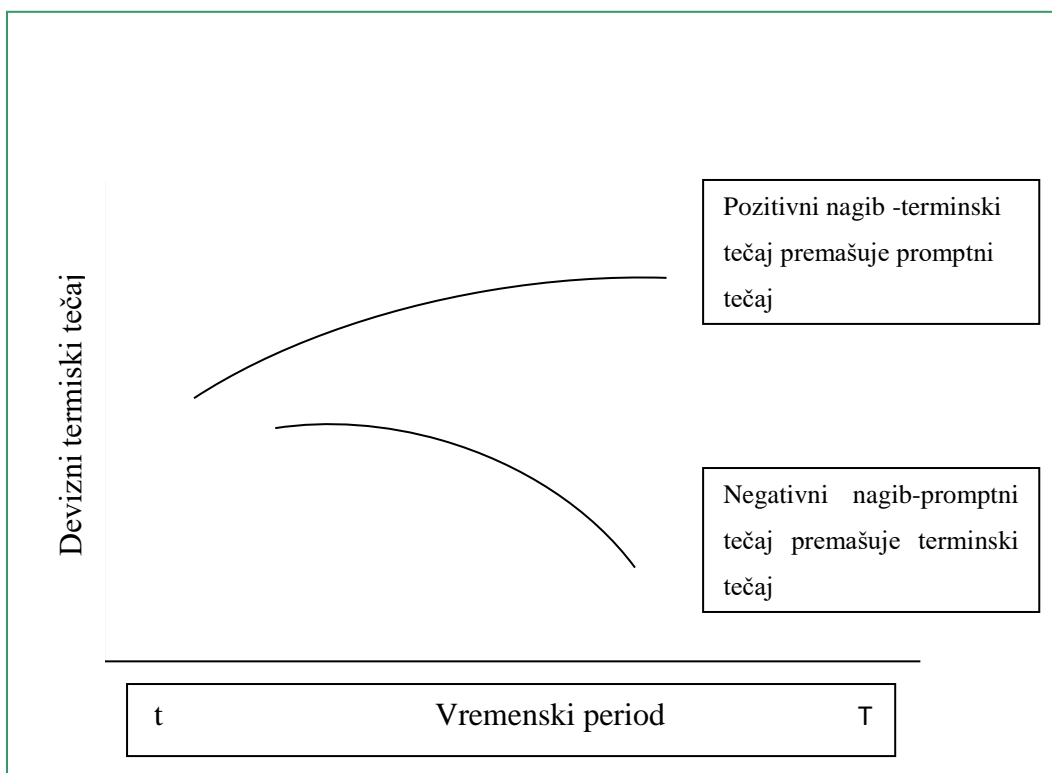 Pozitivni nagib -terminski
tečaj premašuje promptni
tečaj
Devizni termiski tečaj
Negativni nagib-promptni
tečaj premašuje terminski
tečaj
t Vremenski period T